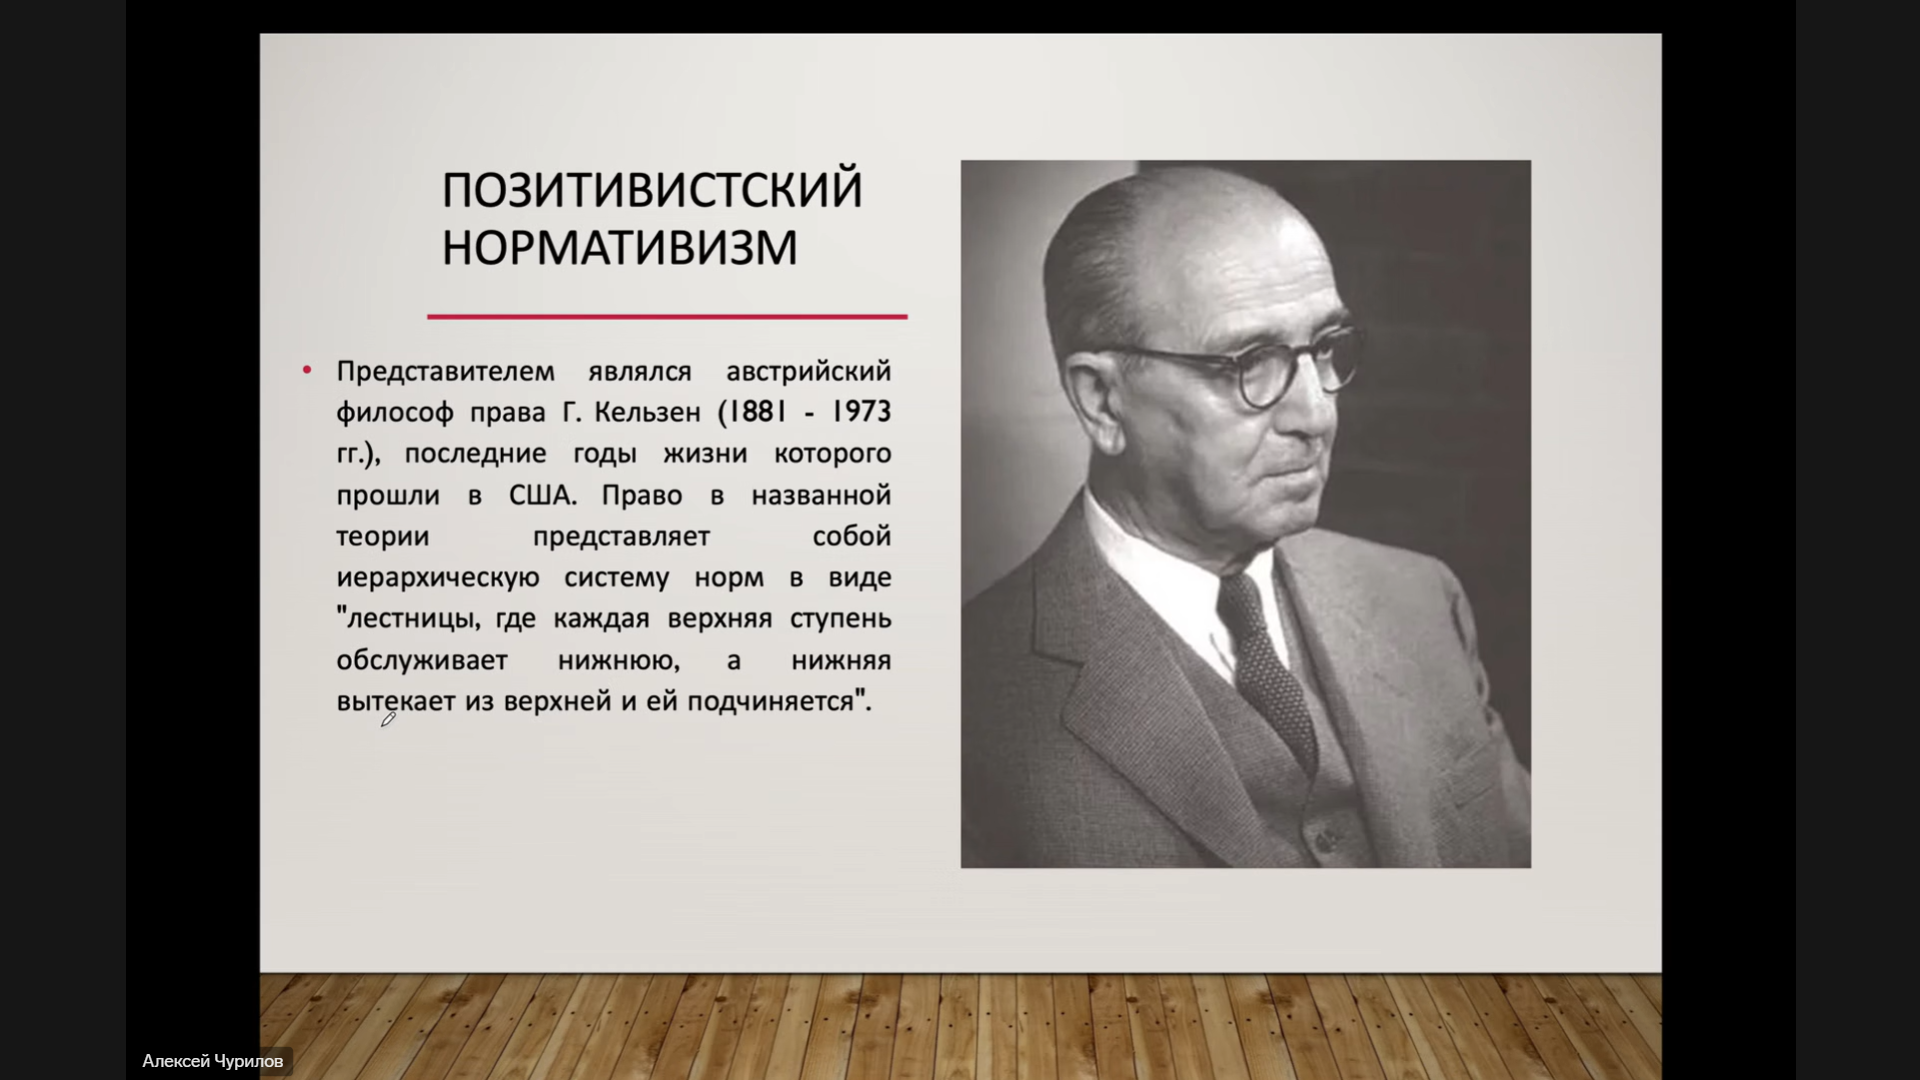 ПОЗИТИВИСТСКИЙ
НОРМАТИВИЗМ
• Представителем являлся австрийский
философ права Г. Кельзен (1881 - 1973
гг.), последние годы жизни которого
прошли в США. Право в названной
теории представляет собой
иерархическую систему норм в виде
"лестницы, где каждая верхняя ступень
обслуживает нижнюю, а нижняя
вытекает из верхней и ей подчиняется".
Алексей Чурилов